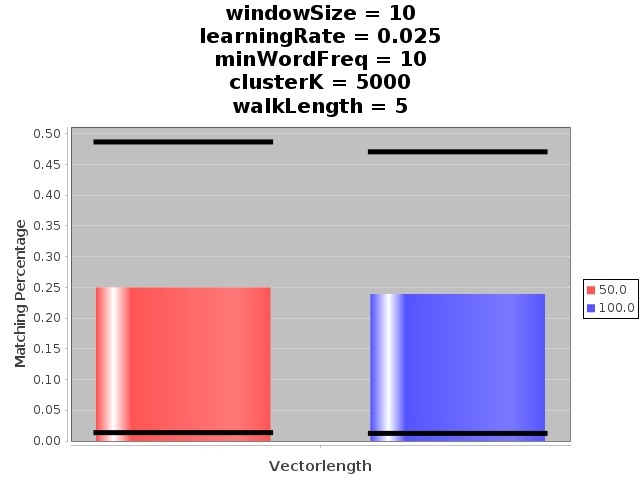 windowSize = 10
learningRate = 0.025
minWordFreq = 10
clusterK = 5000
walkLength = 5
0.50
0.45
0.40
0.35
0.30
0.25
0.20
0.15
0.10
0.05
0.00
Matching Percentage
Vectorlength
50.0
100.0